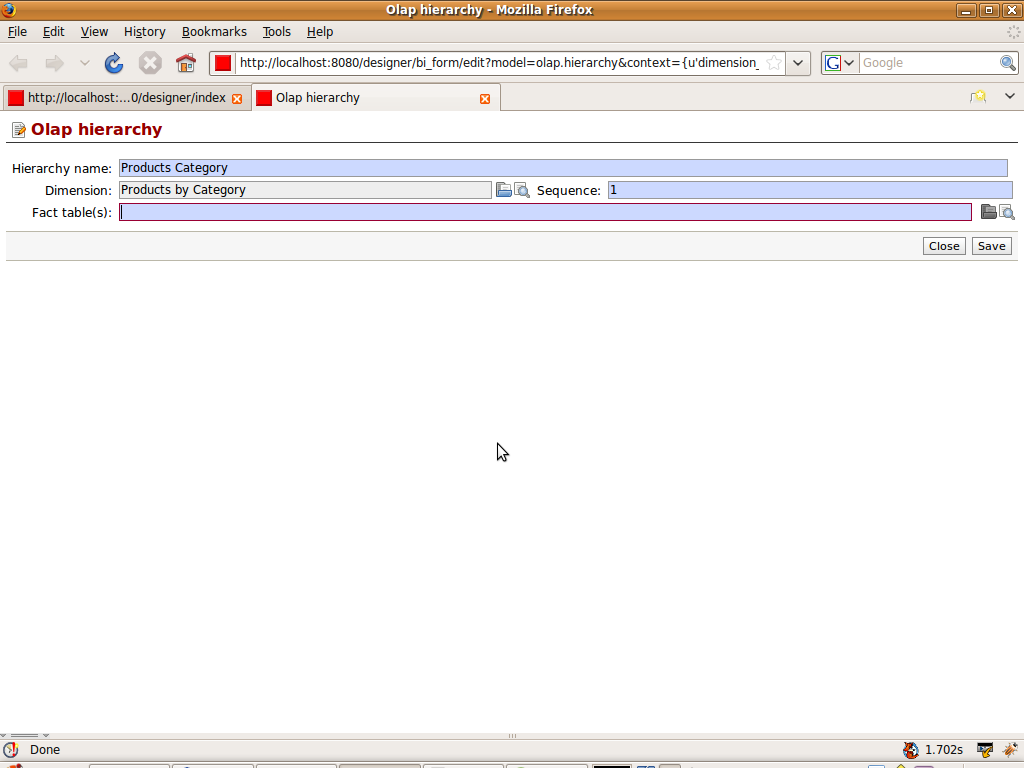 Olap hierarchy - Mozilla Firefox
File Edit View History Bookmarks Tools Help
http://localhost:8080/designer/bi_form/edit?model=olap.hierarchy&context={u'dimension_
G Google
http://localhost:...0/designer/index
Olap hierarchy
Olap hierarchy
Hierarchy name: Products Category
Dimension: Products by Category Sequence: 1
Fact table(s):
Close Save
Done 1.702s